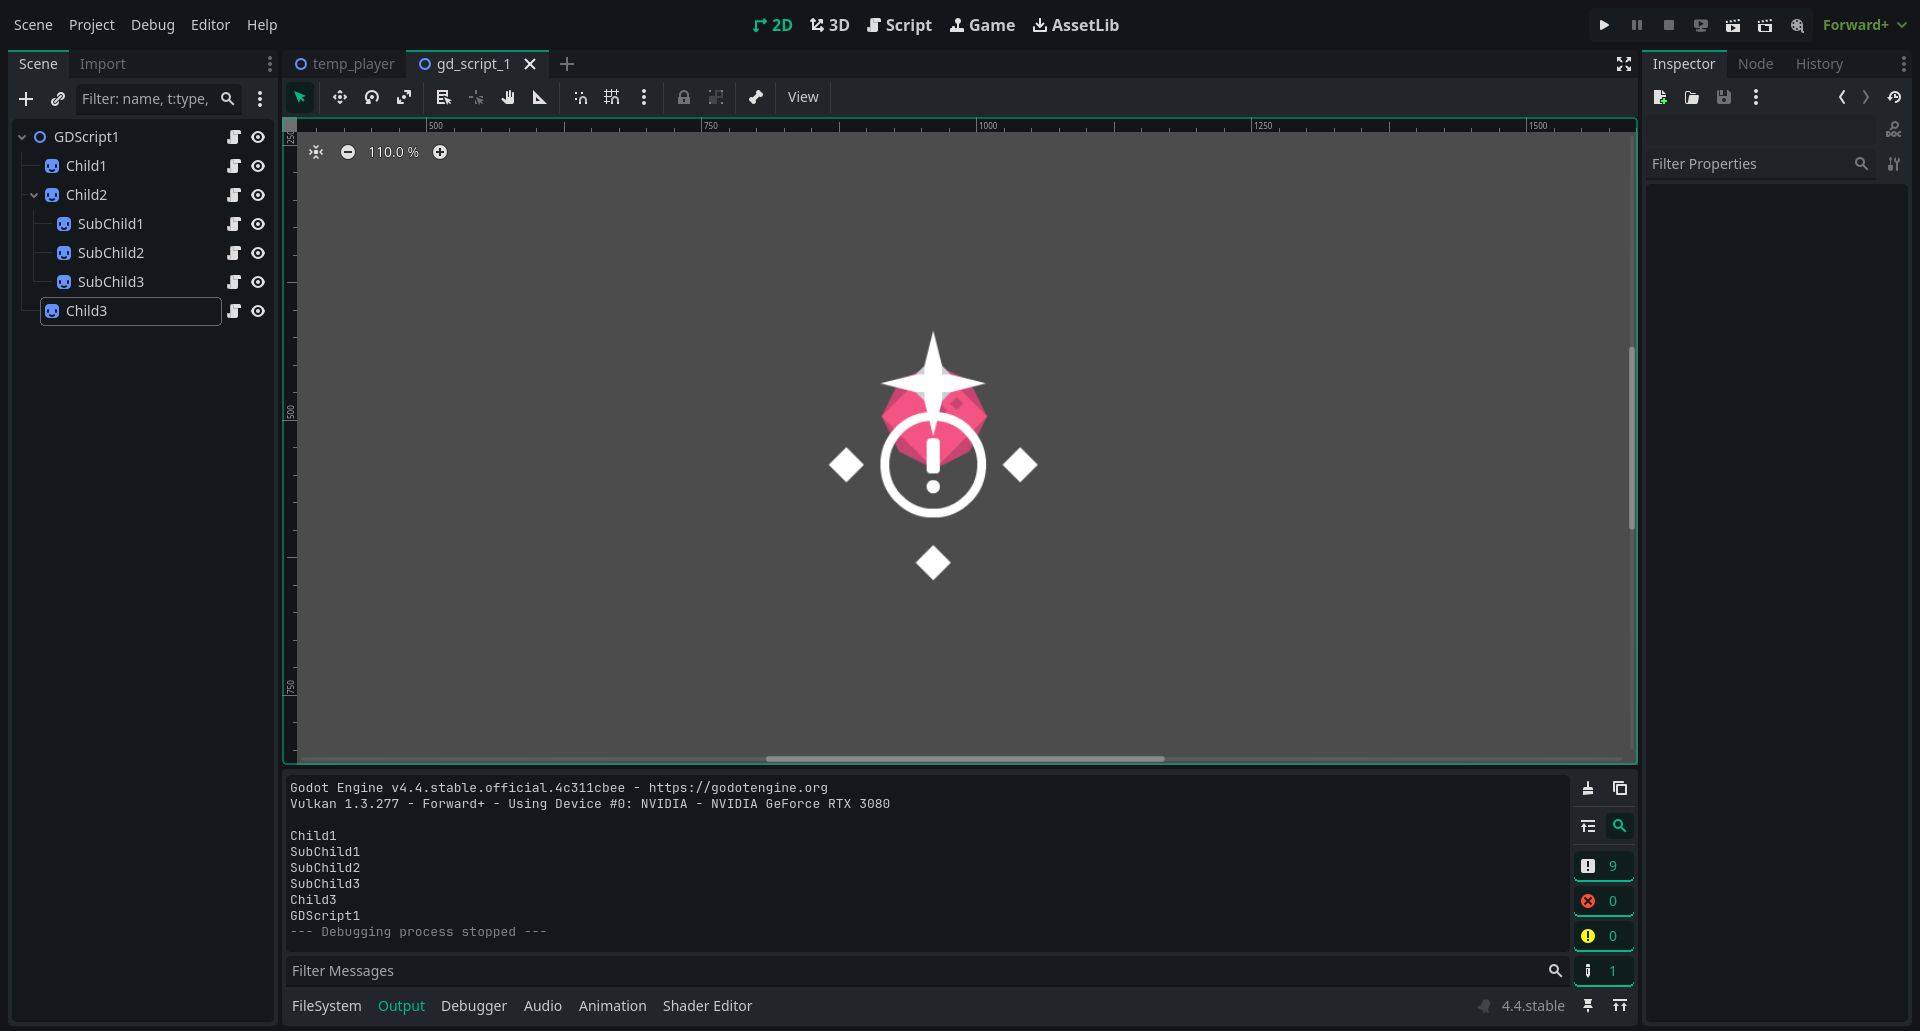 Scene Project Debug Editor Help 2D 3D Script Game AssetLib Forward+
Scene Import temp_player gd_script_1 Inspector Node History
Filter: name, t:type, View
GDScript1
Child1
Child2
SubChild1
SubChild2
SubChild3
Child3
500 750 1000 1250 1500
250
500
750
110.0 %
Filter Properties
Godot Engine v4.4.stable.official.4c311cbee - https://godotengine.org
Vulkan 1.3.277 - Forward+ - Using Device #0: NVIDIA - NVIDIA GeForce RTX 3080
Child1
SubChild1
SubChild2
SubChild3
Child3
GDScript1
--- Debugging process stopped ---
9
0
0
1
Filter Messages
FileSystem Output Debugger Audio Animation Shader Editor 4.4.stable